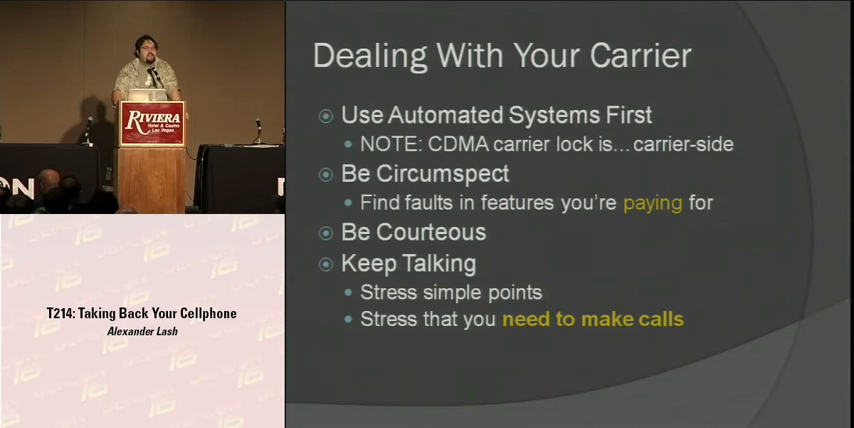 Dealing With Your Carrier
Use Automated Systems First
NOTE: CDMA carrier lock is... carrier-side
Be Circumspect
Find faults in features you're paying for
Be Courteous
Keep Talking
Stress simple points
Stress that you need to make calls
RIVIERA
Hotel & Casino
Las Vegas
ON
T214: Taking Back Your Cellphone
Alexander Lash